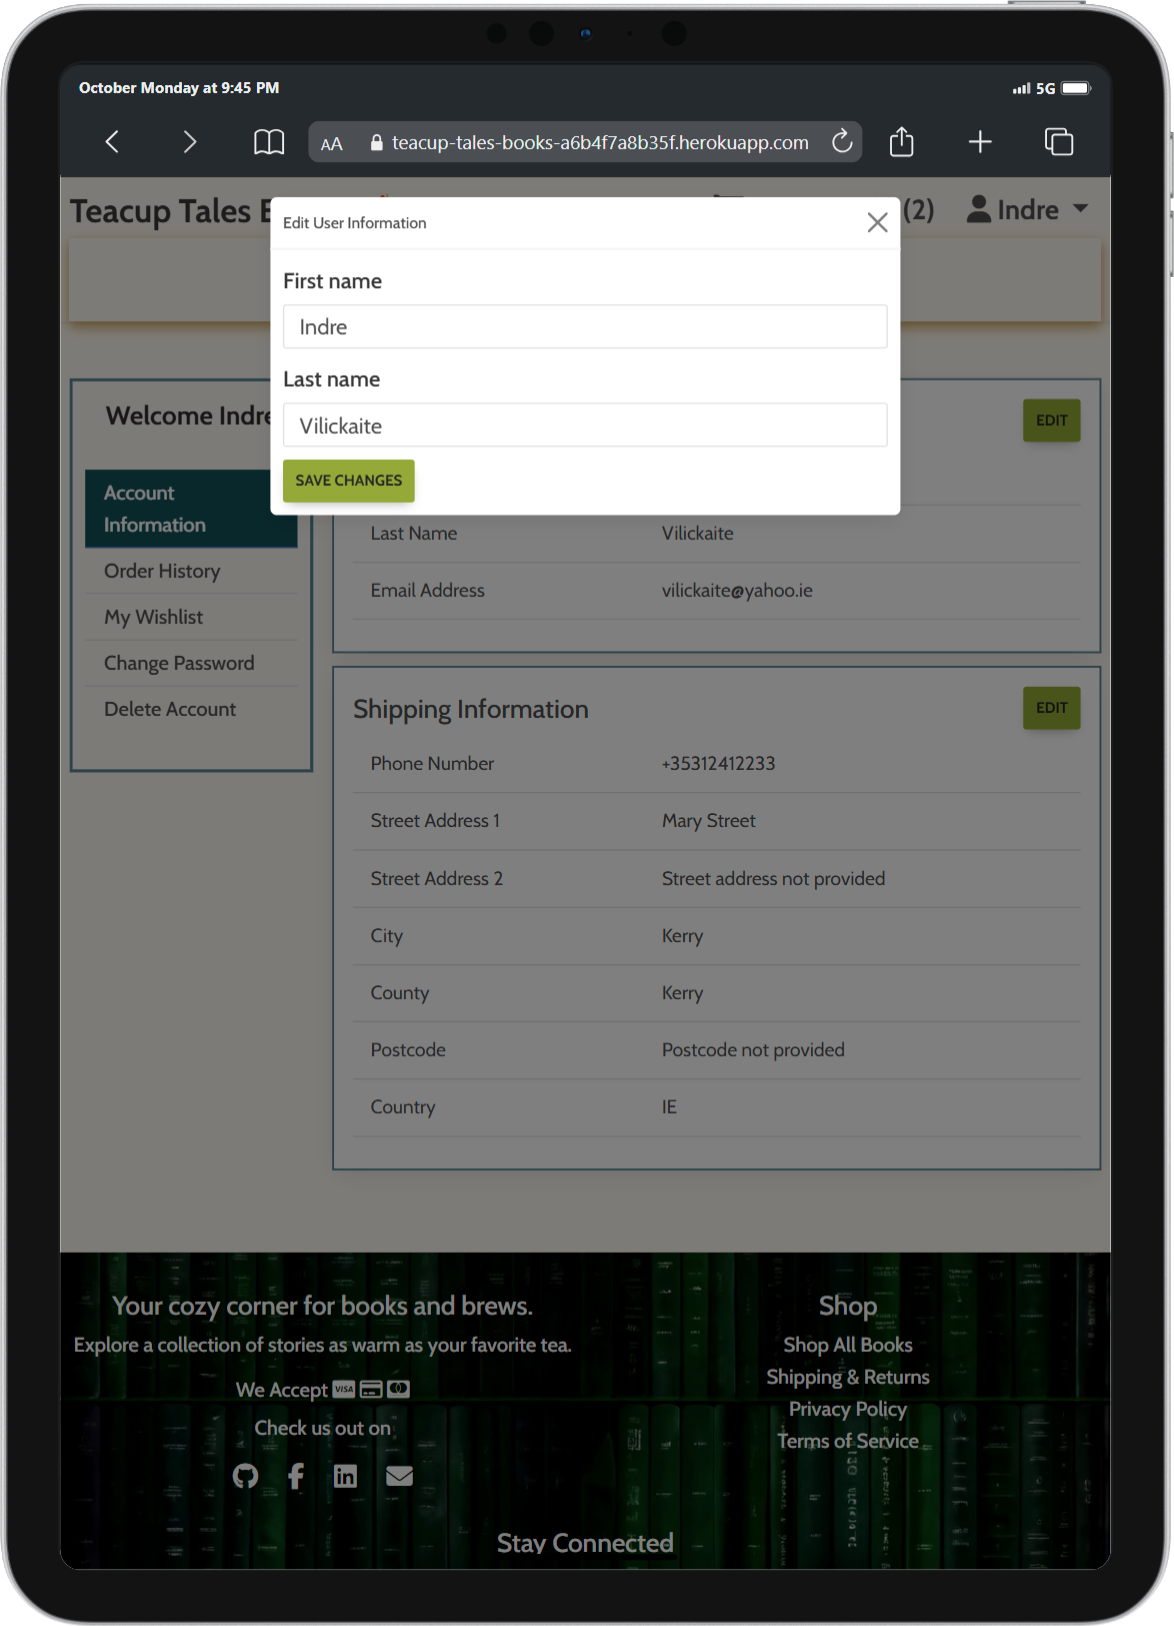 October Monday at 9:45 PM
5G
AA teacup-tales-books-a6b4f7a8b35f.herokuapp.com
Teacup Tales (2) Indre
Edit User Information
First name
Indre
Last name
Vilickaite
SAVE CHANGES
Welcome Indre
Account
Information
Order History
My Wishlist
Change Password
Delete Account
EDIT
Last Name Vilickaite
Email Address vilickaite@yahoo.ie
Shipping Information EDIT
Phone Number +35312412233
Street Address 1 Mary Street
Street Address 2 Street address not provided
City Kerry
County Kerry
Postcode Postcode not provided
Country IE
Your cozy corner for books and brews.
Explore a collection of stories as warm as your favorite tea.
We Accept VISA
Check us out on
Shop
Shop All Books
Shipping & Returns
Privacy Policy
Terms of Service
Stay Connected